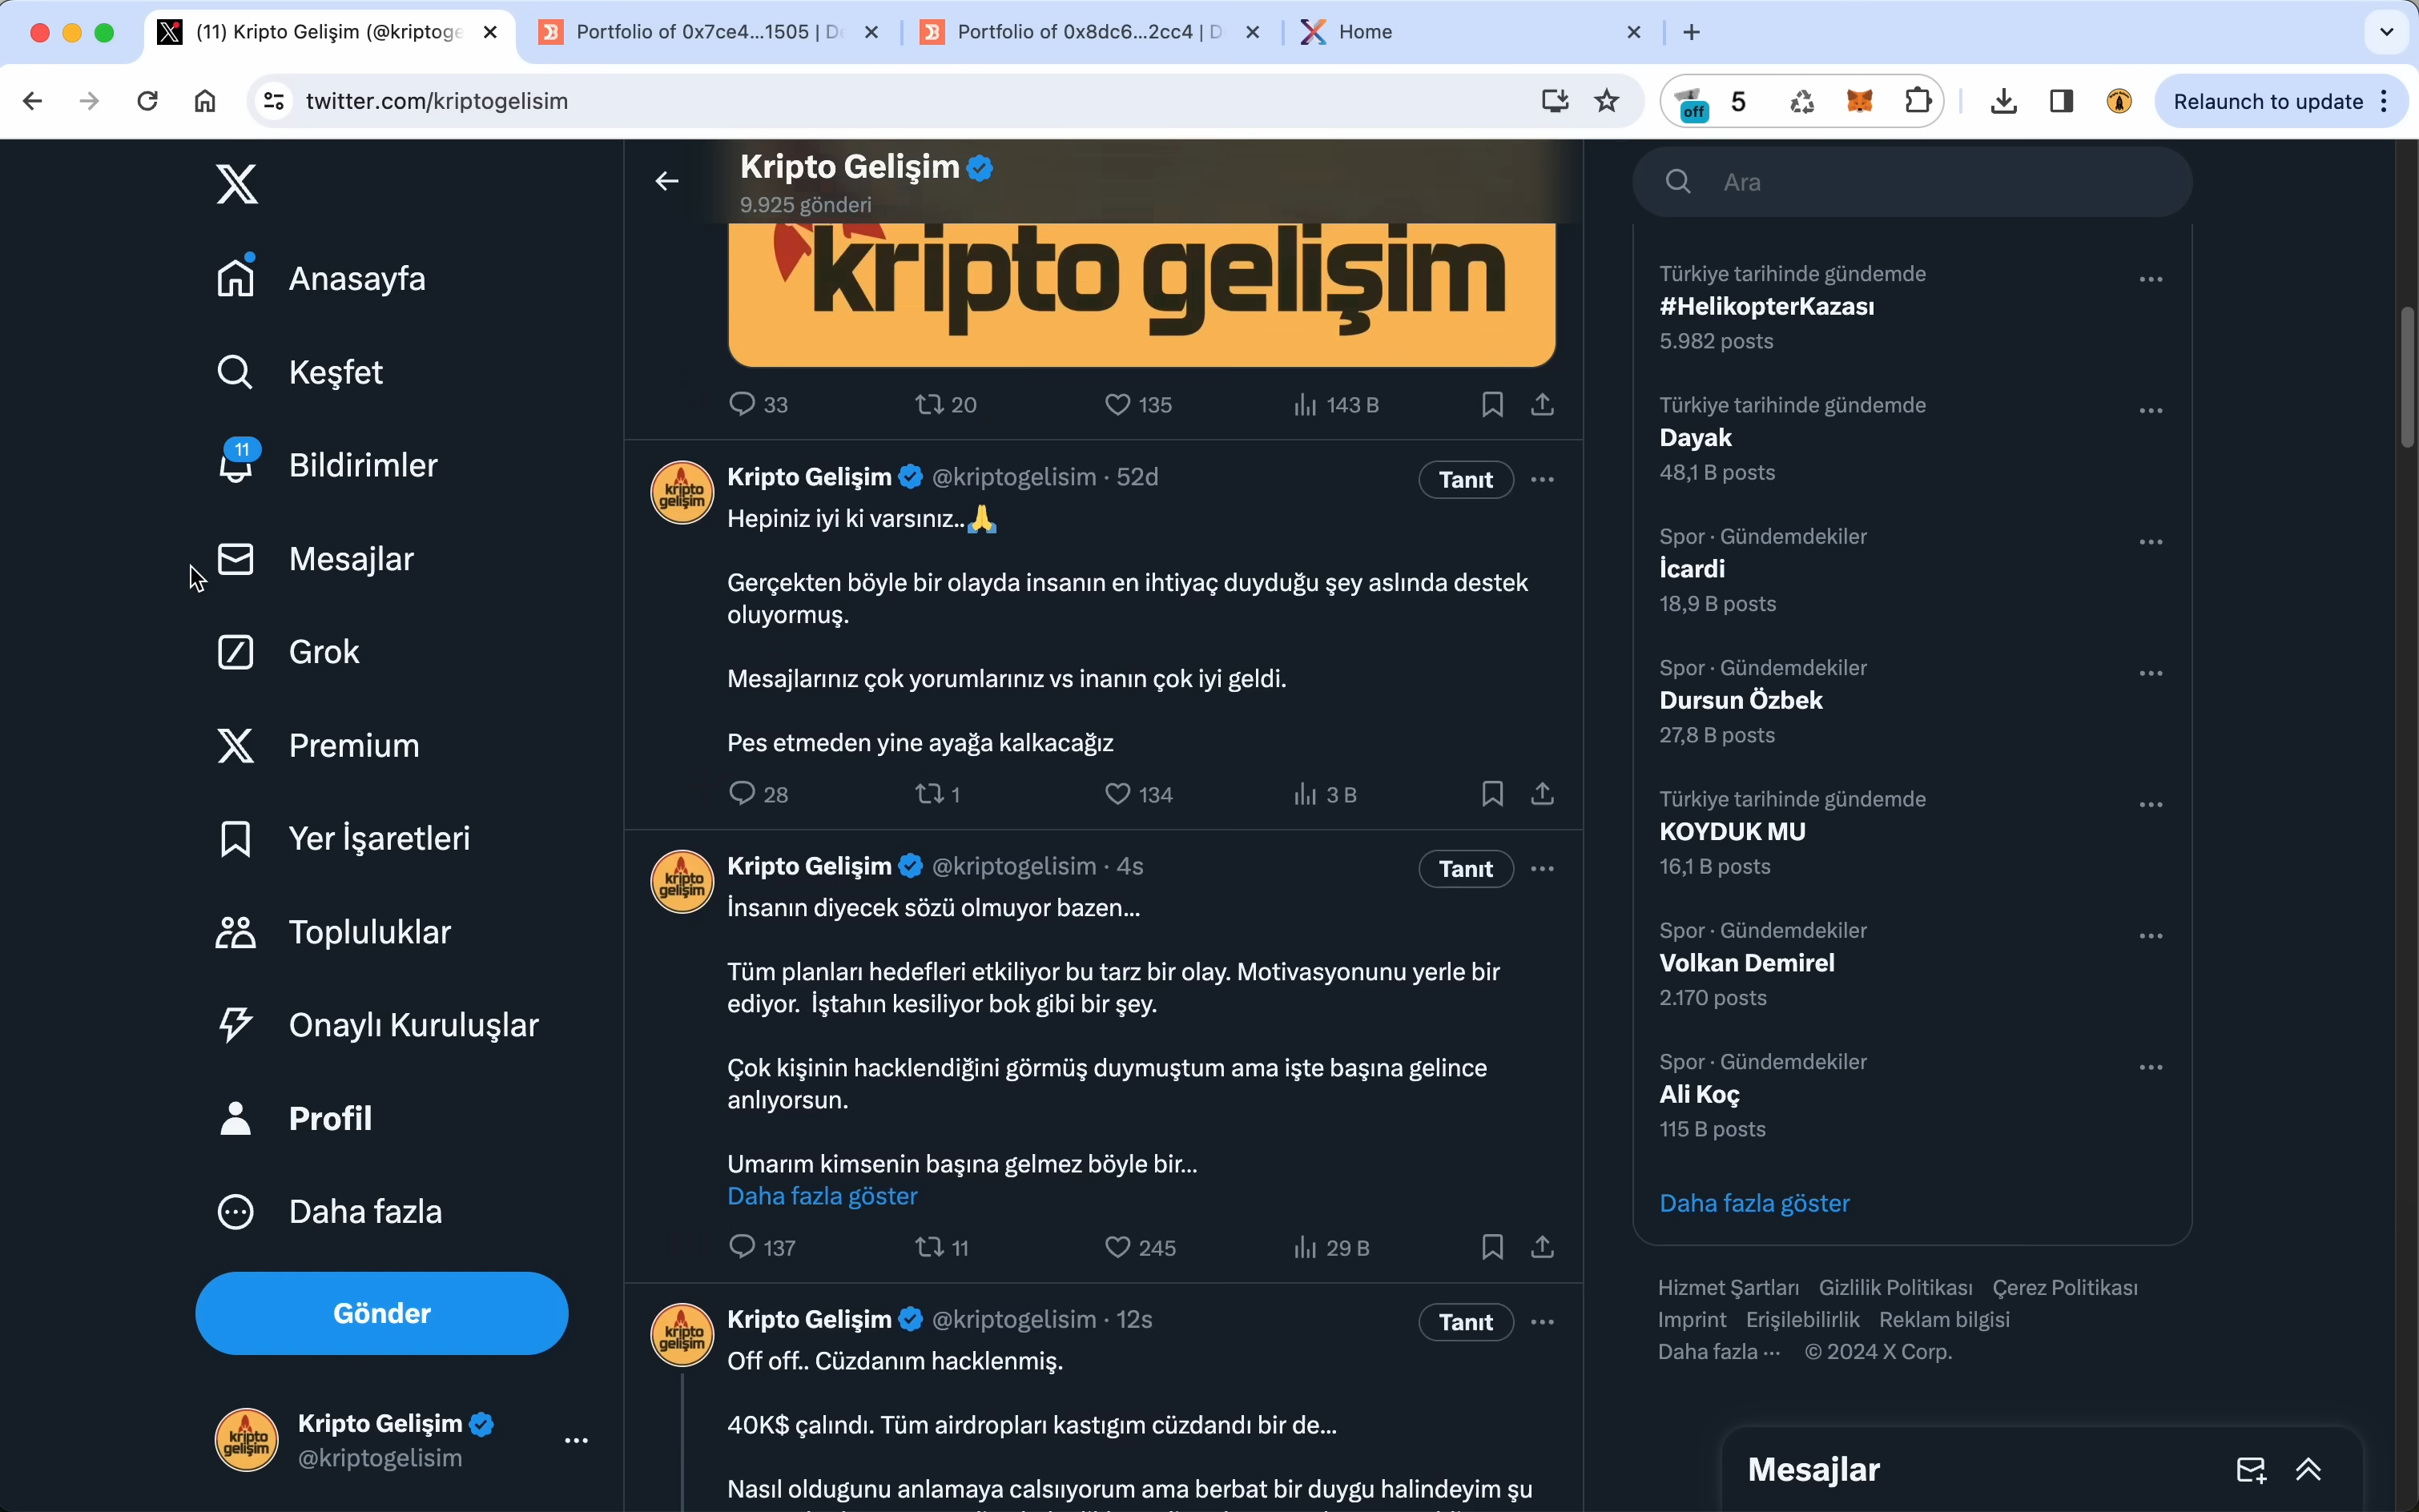 (11) Kripto Gelişim (@kriptoge
Portfolio of 0x7ce4...1505 | De
Portfolio of 0x8dc6...2cc4 | D
Home
twitter.com/kriptogelisim
off
5
Relaunch to update
Anasayfa
Keşfet
11
Bildirimler
Mesajlar
Grok
Premium
Yer İşaretleri
Topluluklar
Onaylı Kuruluşlar
Profil
Daha fazla
Gönder
kripto
gelişim
Kripto Gelişim
@kriptogelisim
Kripto Gelişim
9.925 gönderi
kripto gelişim
33
20
135
143 B
kripto
gelişim
Kripto Gelişim @kriptogelisim · 52d
Tanıt
Hepiniz iyi ki varsınız..🙏
Gerçekten böyle bir olayda insanın en ihtiyaç duyduğu şey aslında destek
oluyormuş.
Mesajlarınız çok yorumlarınız vs inanın çok iyi geldi.
Pes etmeden yine ayağa kalkacağız
28
1
134
3 B
kripto
gelişim
Kripto Gelişim @kriptogelisim · 4s
Tanıt
İnsanın diyecek sözü olmuyor bazen...
Tüm planları hedefleri etkiliyor bu tarz bir olay. Motivasyonunu yerle bir
ediyor.  İştahın kesiliyor bok gibi bir şey.
Çok kişinin hacklendiğini görmüş duymuştum ama işte başına gelince
anlıyorsun.
Umarım kimsenin başına gelmez böyle bir...
Daha fazla göster
137
11
245
29 B
kripto
gelişim
Kripto Gelişim @kriptogelisim · 12s
Tanıt
Off off.. Cüzdanım hacklenmiş.
40K$ çalındı. Tüm airdropları kastıgım cüzdandı bir de...
Nasıl oldugunu anlamaya calsıyorum ama berbat bir duygu halindeyim şu
Ara
Türkiye tarihinde gündemde
#HelikopterKazası
5.982 posts
Türkiye tarihinde gündemde
Dayak
48,1 B posts
Spor · Gündemdekiler
İcardi
18,9 B posts
Spor · Gündemdekiler
Dursun Özbek
27,8 B posts
Türkiye tarihinde gündemde
KOYDUK MU
16,1 B posts
Spor · Gündemdekiler
Volkan Demirel
2.170 posts
Spor · Gündemdekiler
Ali Koç
115 B posts
Daha fazla göster
Hizmet Şartları Gizlilik Politikası Çerez Politikası
Imprint Erişilebilirlik Reklam bilgisi
Daha fazla ··· © 2024 X Corp.
Mesajlar